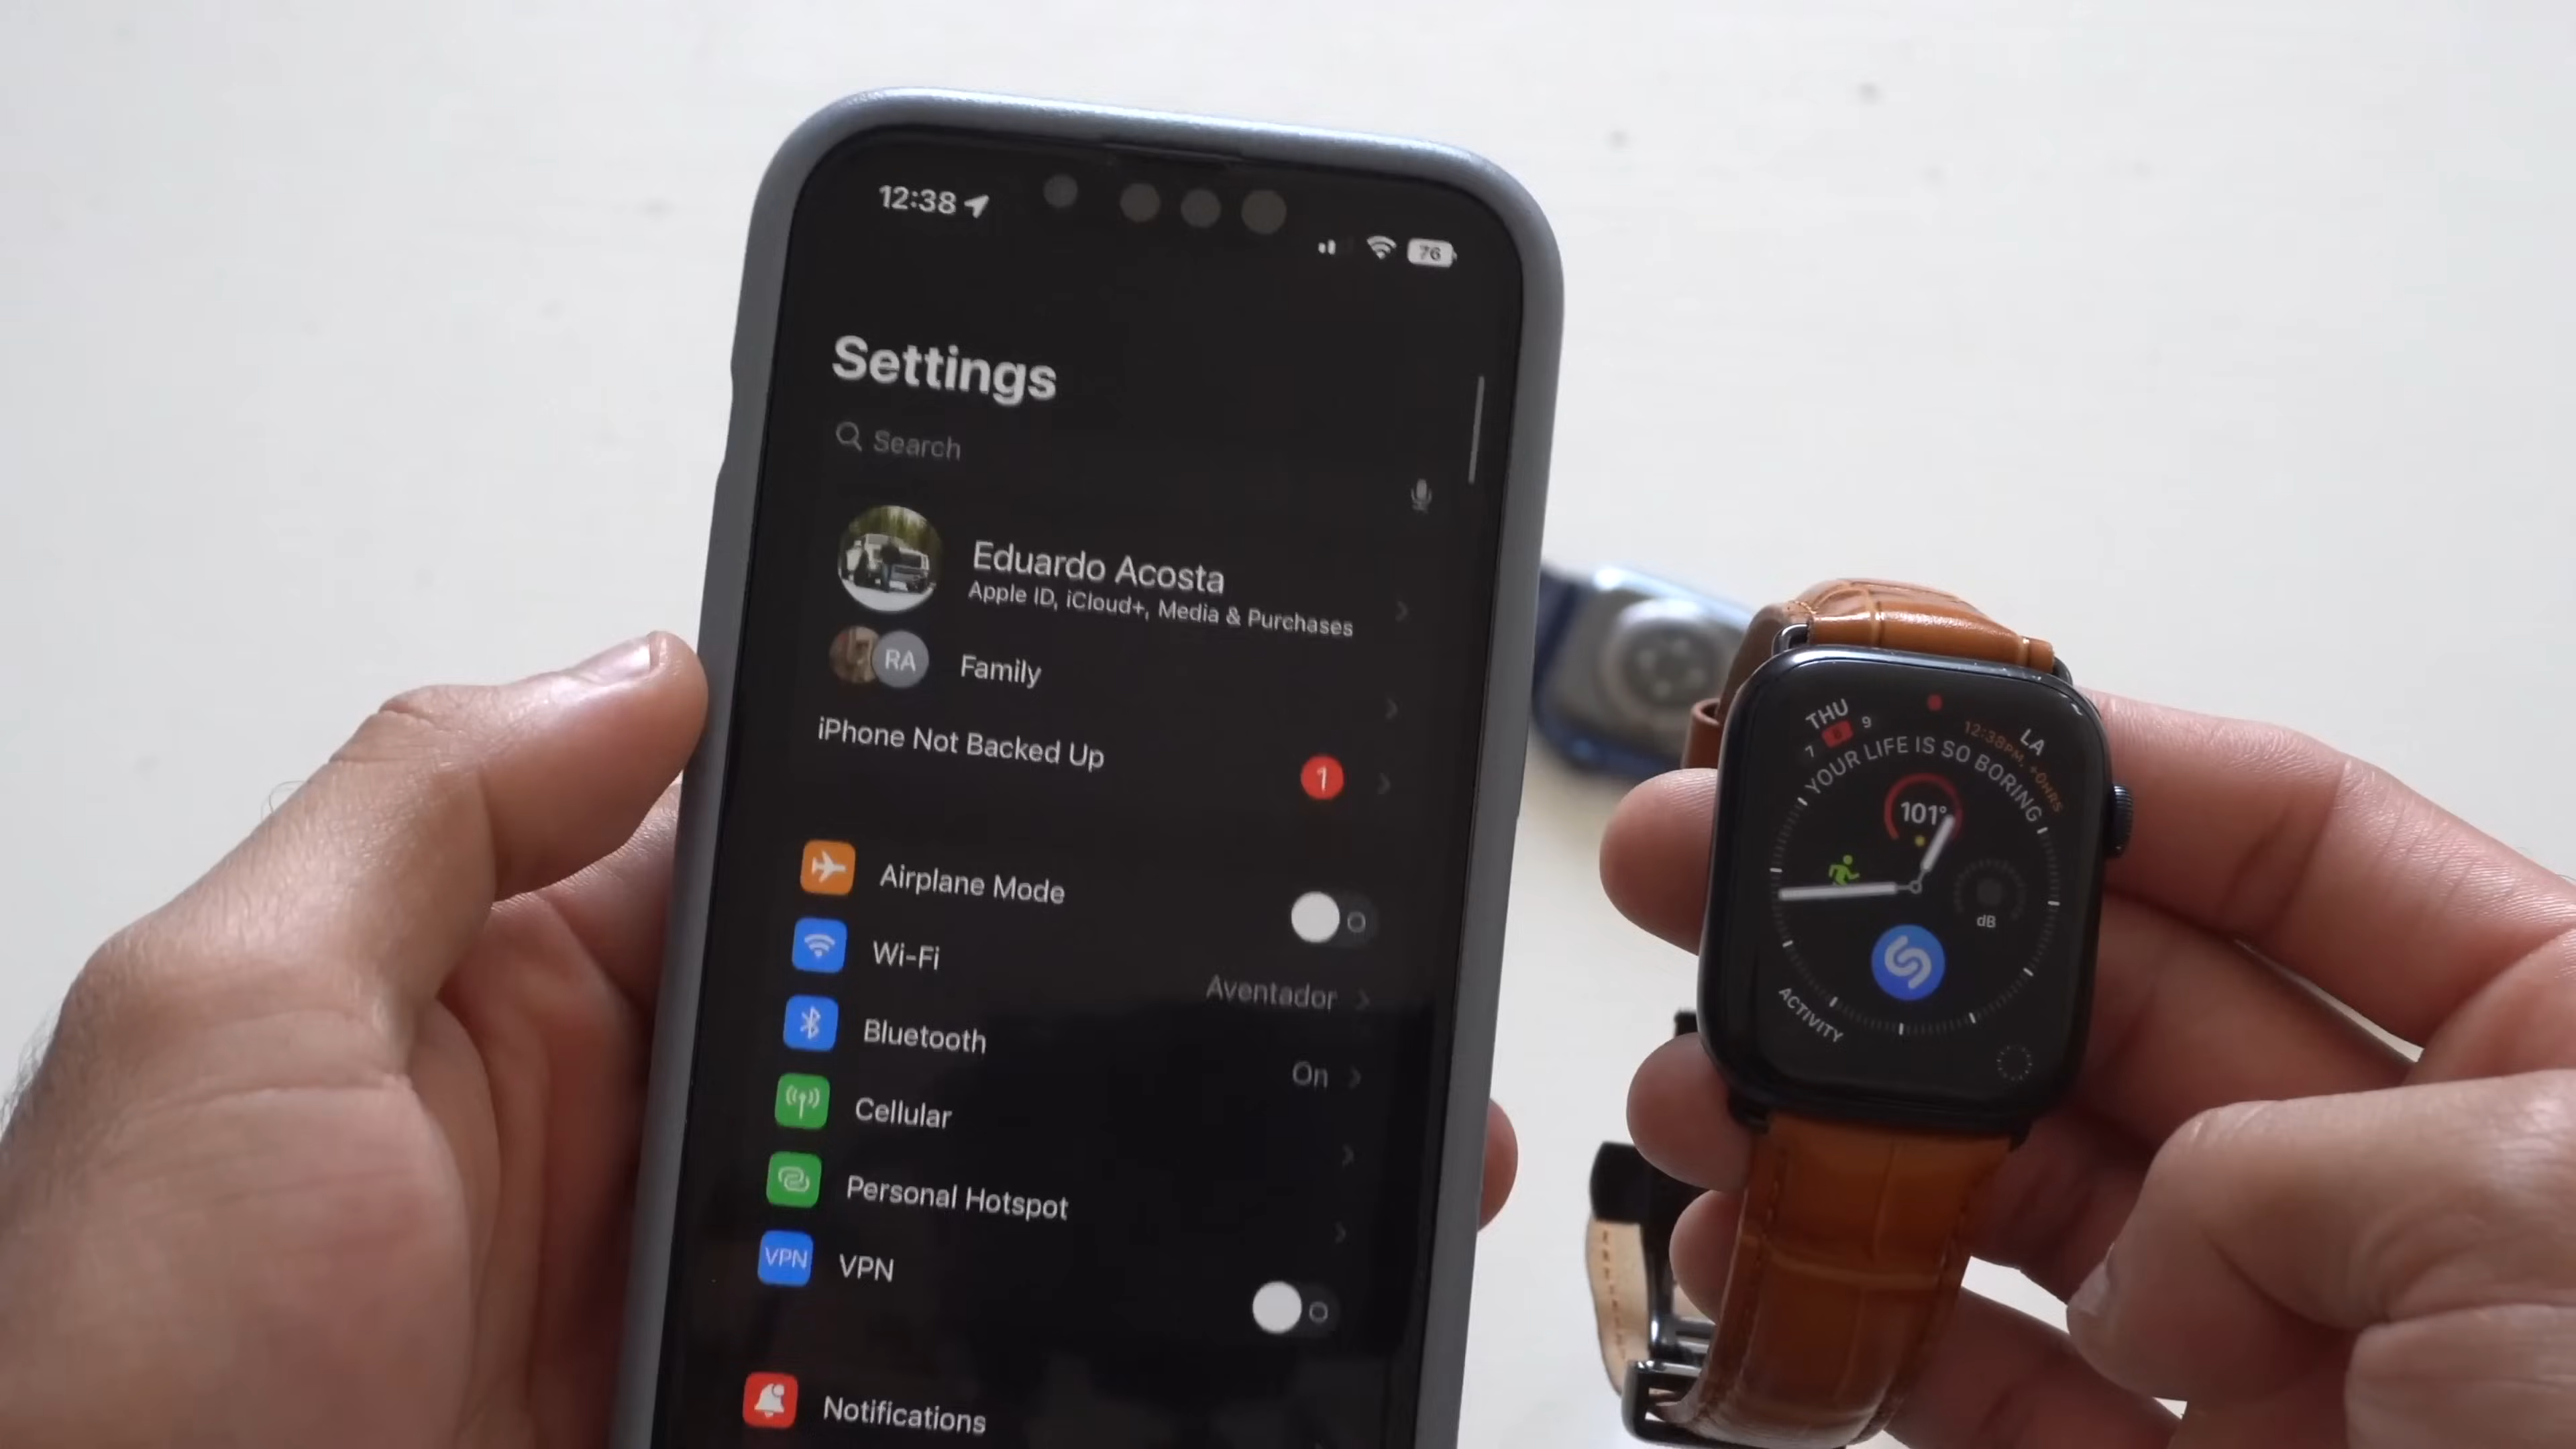 12:38
76
Settings
Search
Eduardo Acosta
Apple ID, iCloud+, Media & Purchases
RA
Family
iPhone Not Backed Up
1
Airplane Mode
Wi-Fi
Aventador
Bluetooth
On
Cellular
Personal Hotspot
VPN
VPN
Notifications
THU
7 9
LA
12:38PM, +0HRS
YOUR LIFE IS SO BORING
101°
dB
ACTIVITY